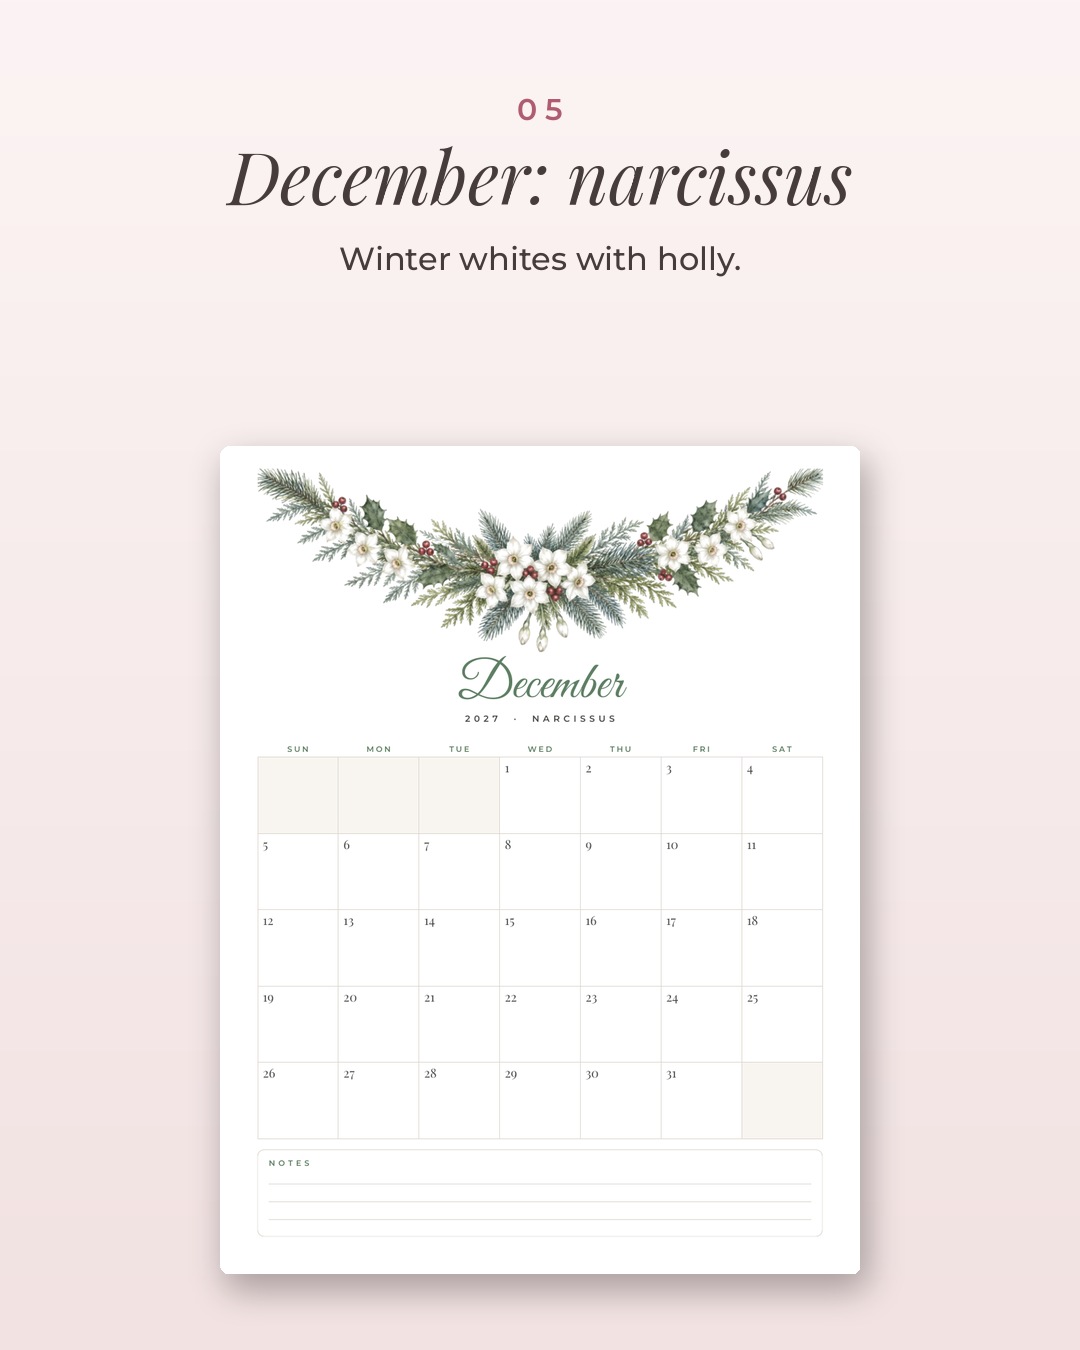 05
December: narcissus
Winter whites with holly.
December
2027 · NARCISSUS
SUN MON TUE WED THU FRI SAT
1 2 3 4
5 6 7 8 9 10 11
12 13 14 15 16 17 18
19 20 21 22 23 24 25
26 27 28 29 30 31
NOTES